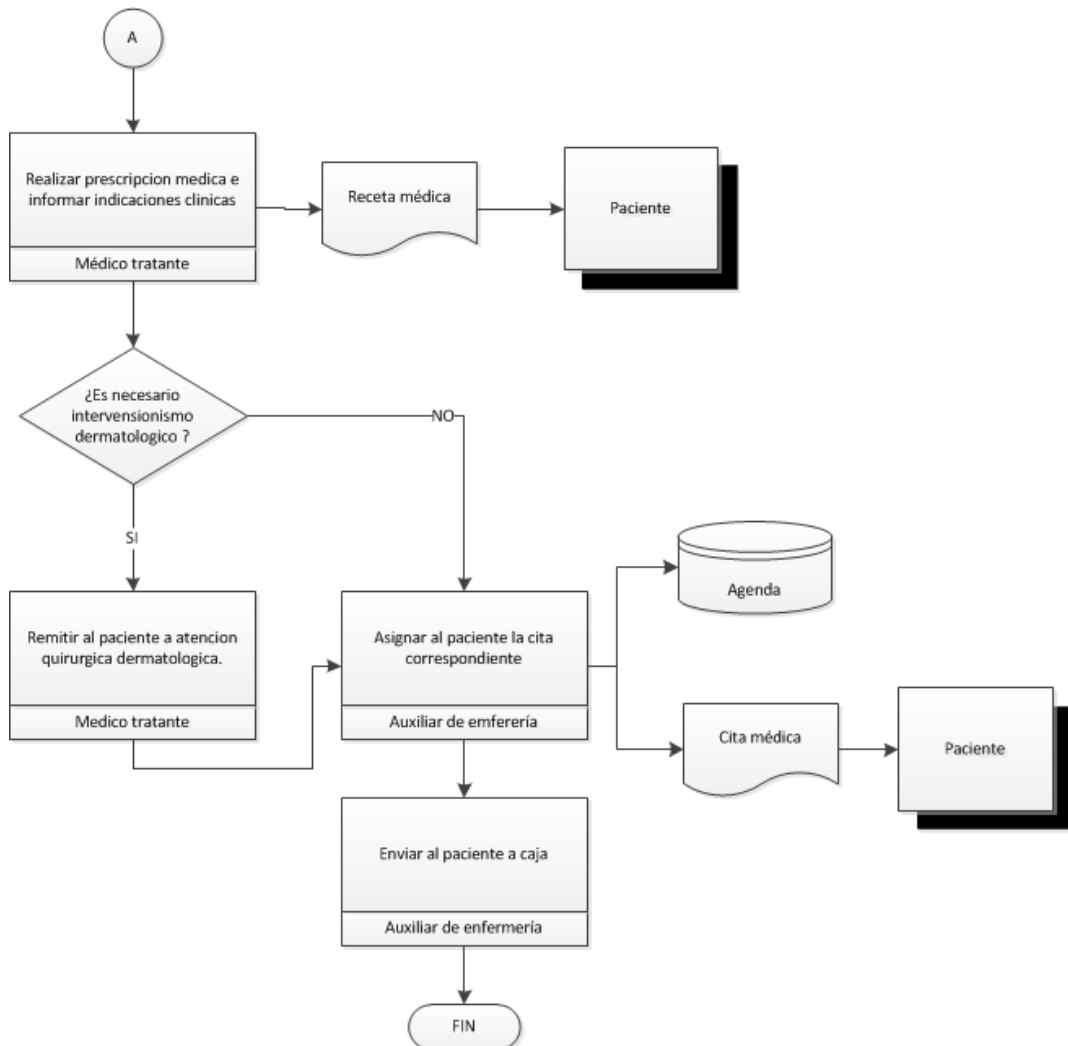 A
Realizar prescripcion medica e
informar indicaciones clinicas
Médico tratante
Receta médica
Paciente
¿Es necesario
intervensionismo
dermatologico ?
NO
SI
Remitir al paciente a atencion
quirurgica dermatologica.
Medico tratante
Asignar al paciente la cita
correspondiente
Auxiliar de emferería
Agenda
Cita médica
Paciente
Enviar al paciente a caja
Auxiliar de enfermería
FIN